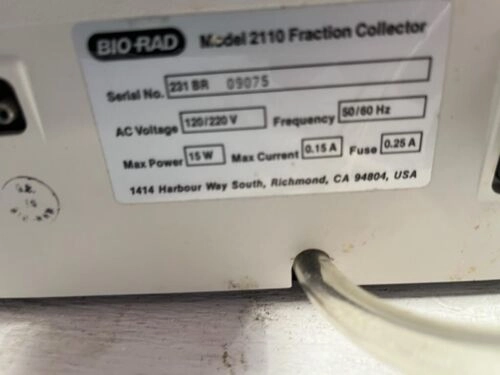 BIO-RAD Model 2110 Fraction Collector
Serial No. 231 BR 09075
AC Voltage 120/220 V Frequency 50/60 Hz
Max Power 15 W Max Current 0.15 A Fuse 0.25 A
1414 Harbour Way South, Richmond, CA 94804, USA